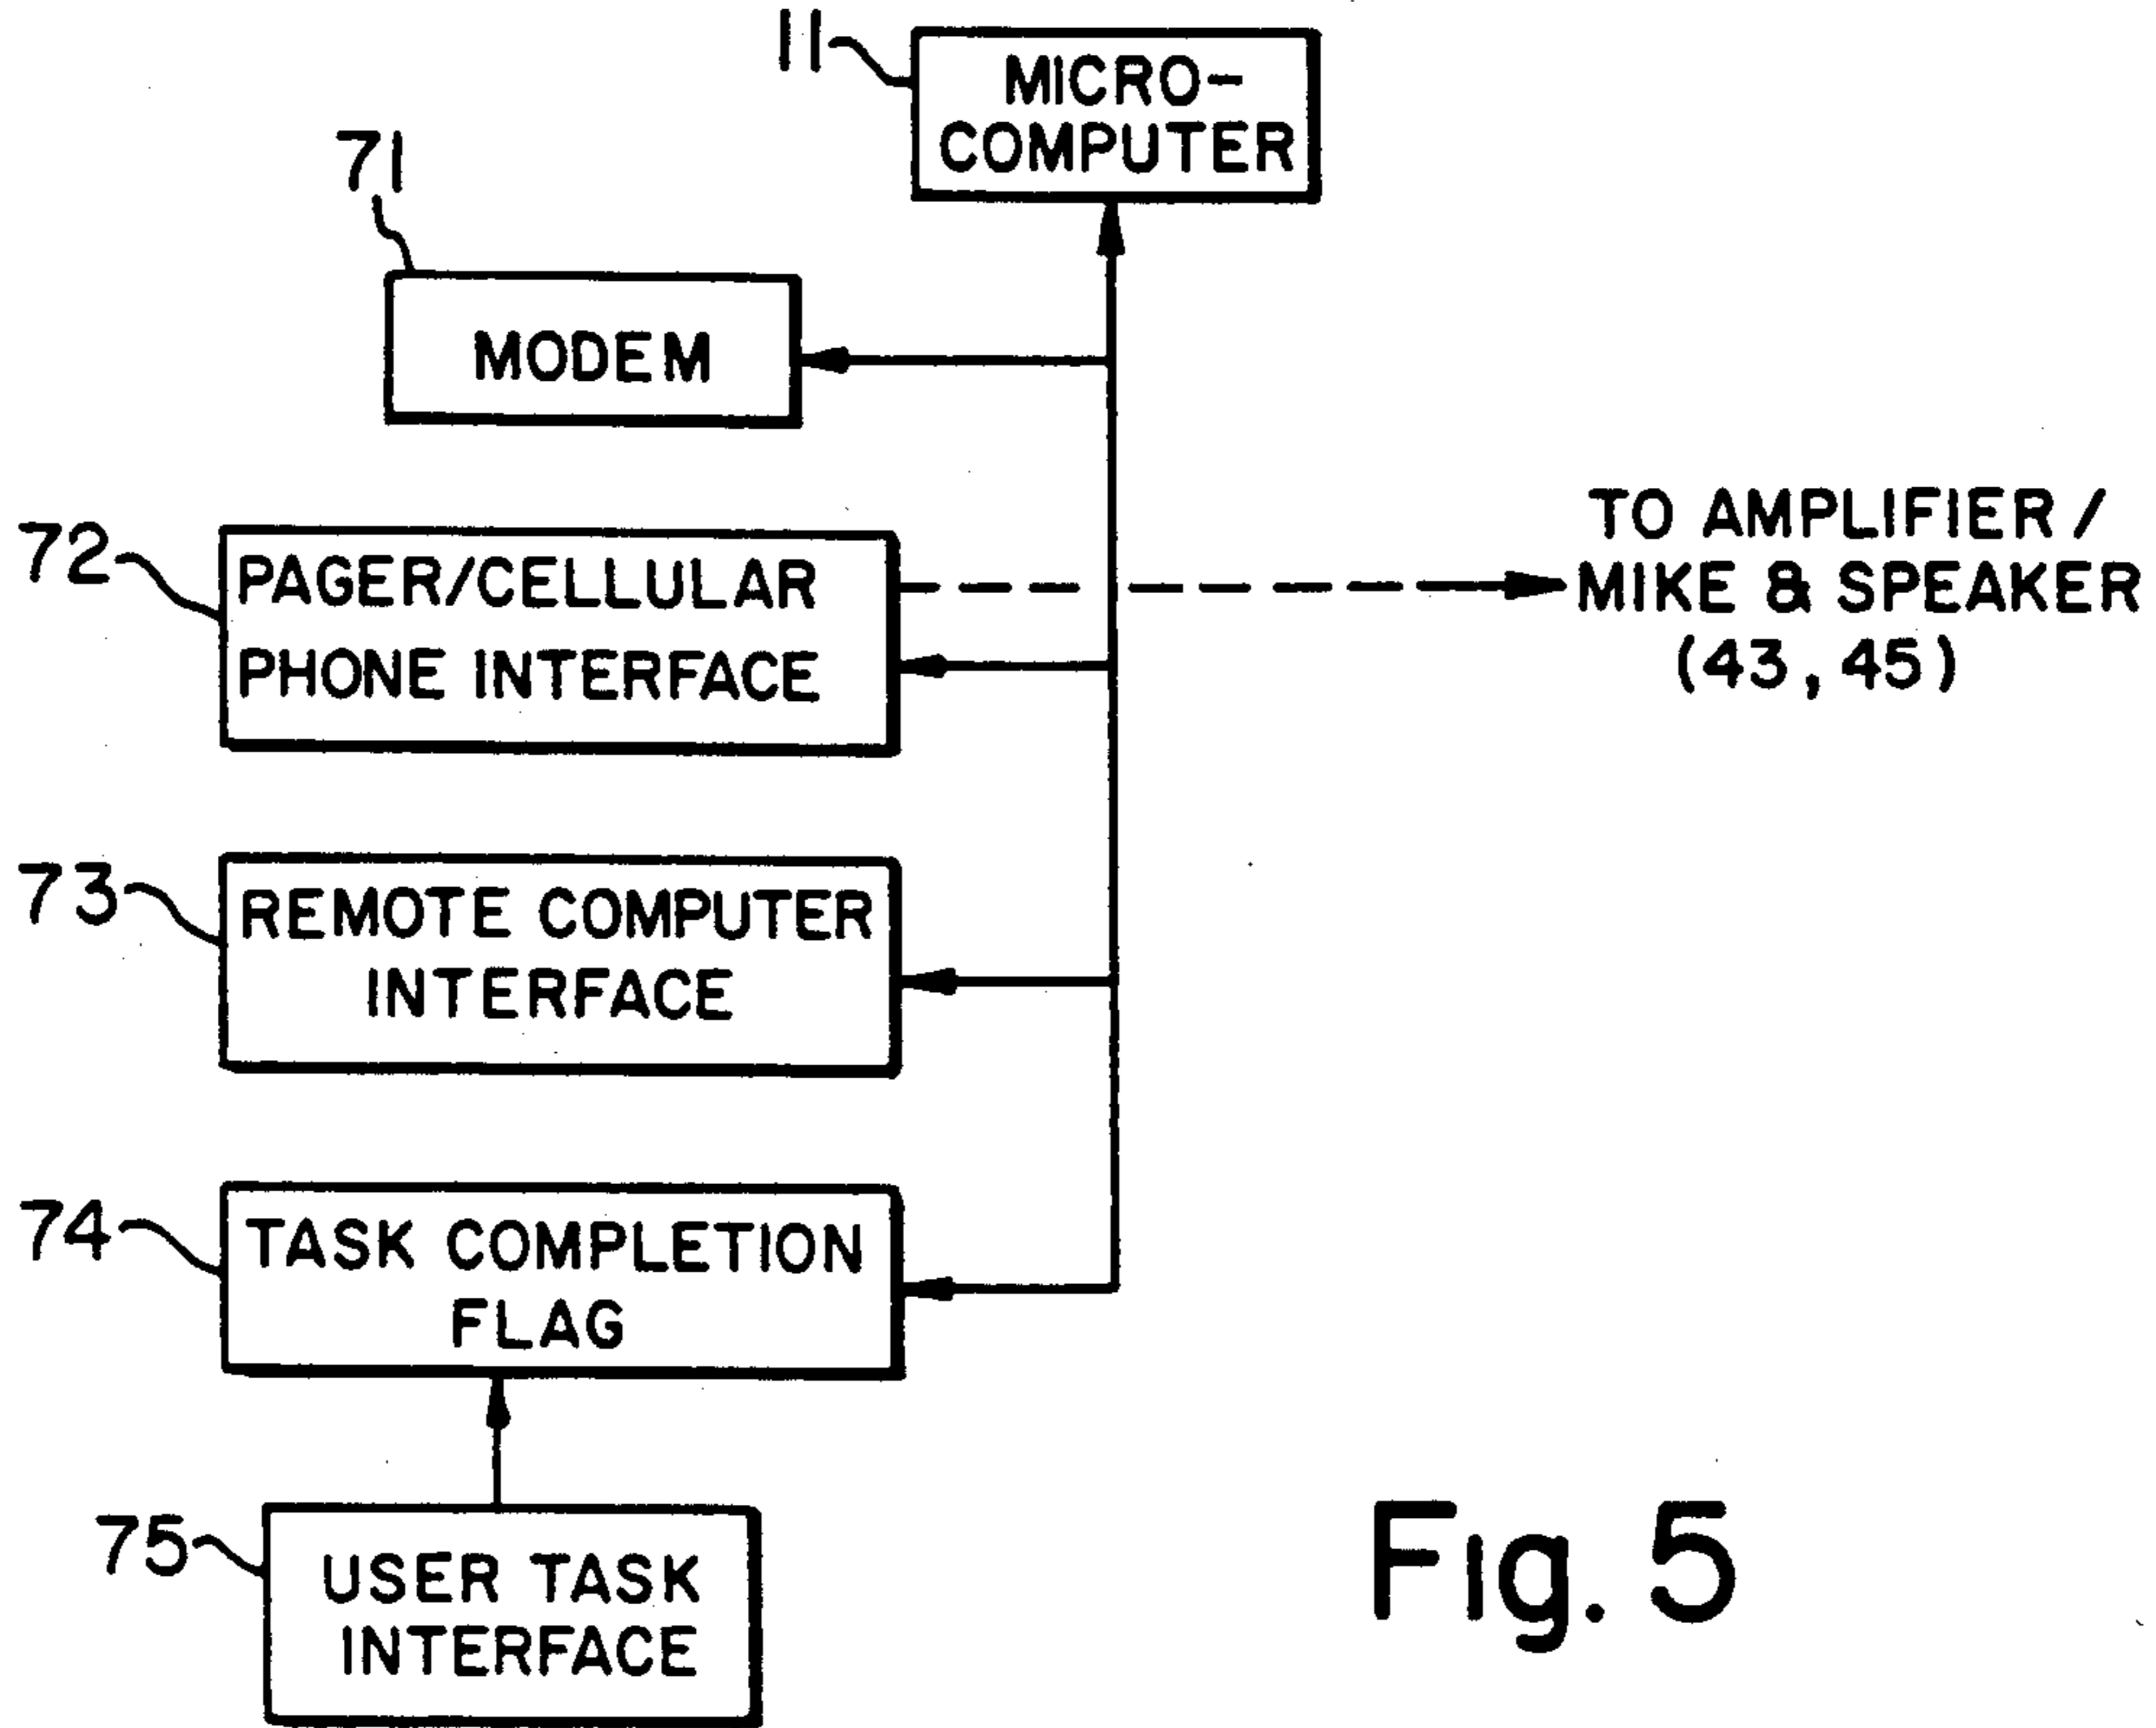 11
MICRO-
COMPUTER
71
MODEM
72
PAGER/CELLULAR
PHONE INTERFACE
TO AMPLIFIER/
MIKE & SPEAKER
(43,45)
73
REMOTE COMPUTER
INTERFACE
74
TASK COMPLETION
FLAG
75
USER TASK
INTERFACE
Fig. 5